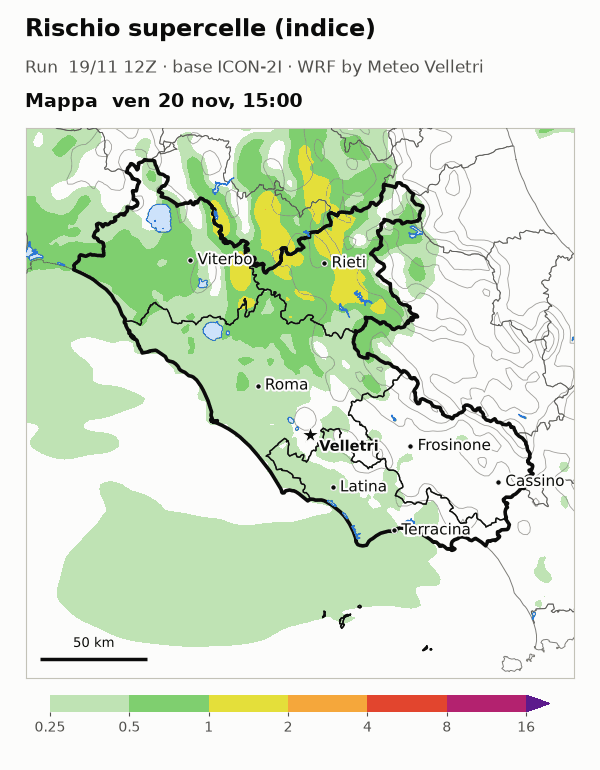 Rischio supercelle (indice)
Run 19/11 12Z · base ICON-2I · WRF by Meteo Velletri
Mappa ven 20 nov, 15:00
Viterbo
Rieti
Roma
Velletri
Frosinone
Cassino
Latina
Terracina
50 km
0.25 0.5 1 2 4 8 16